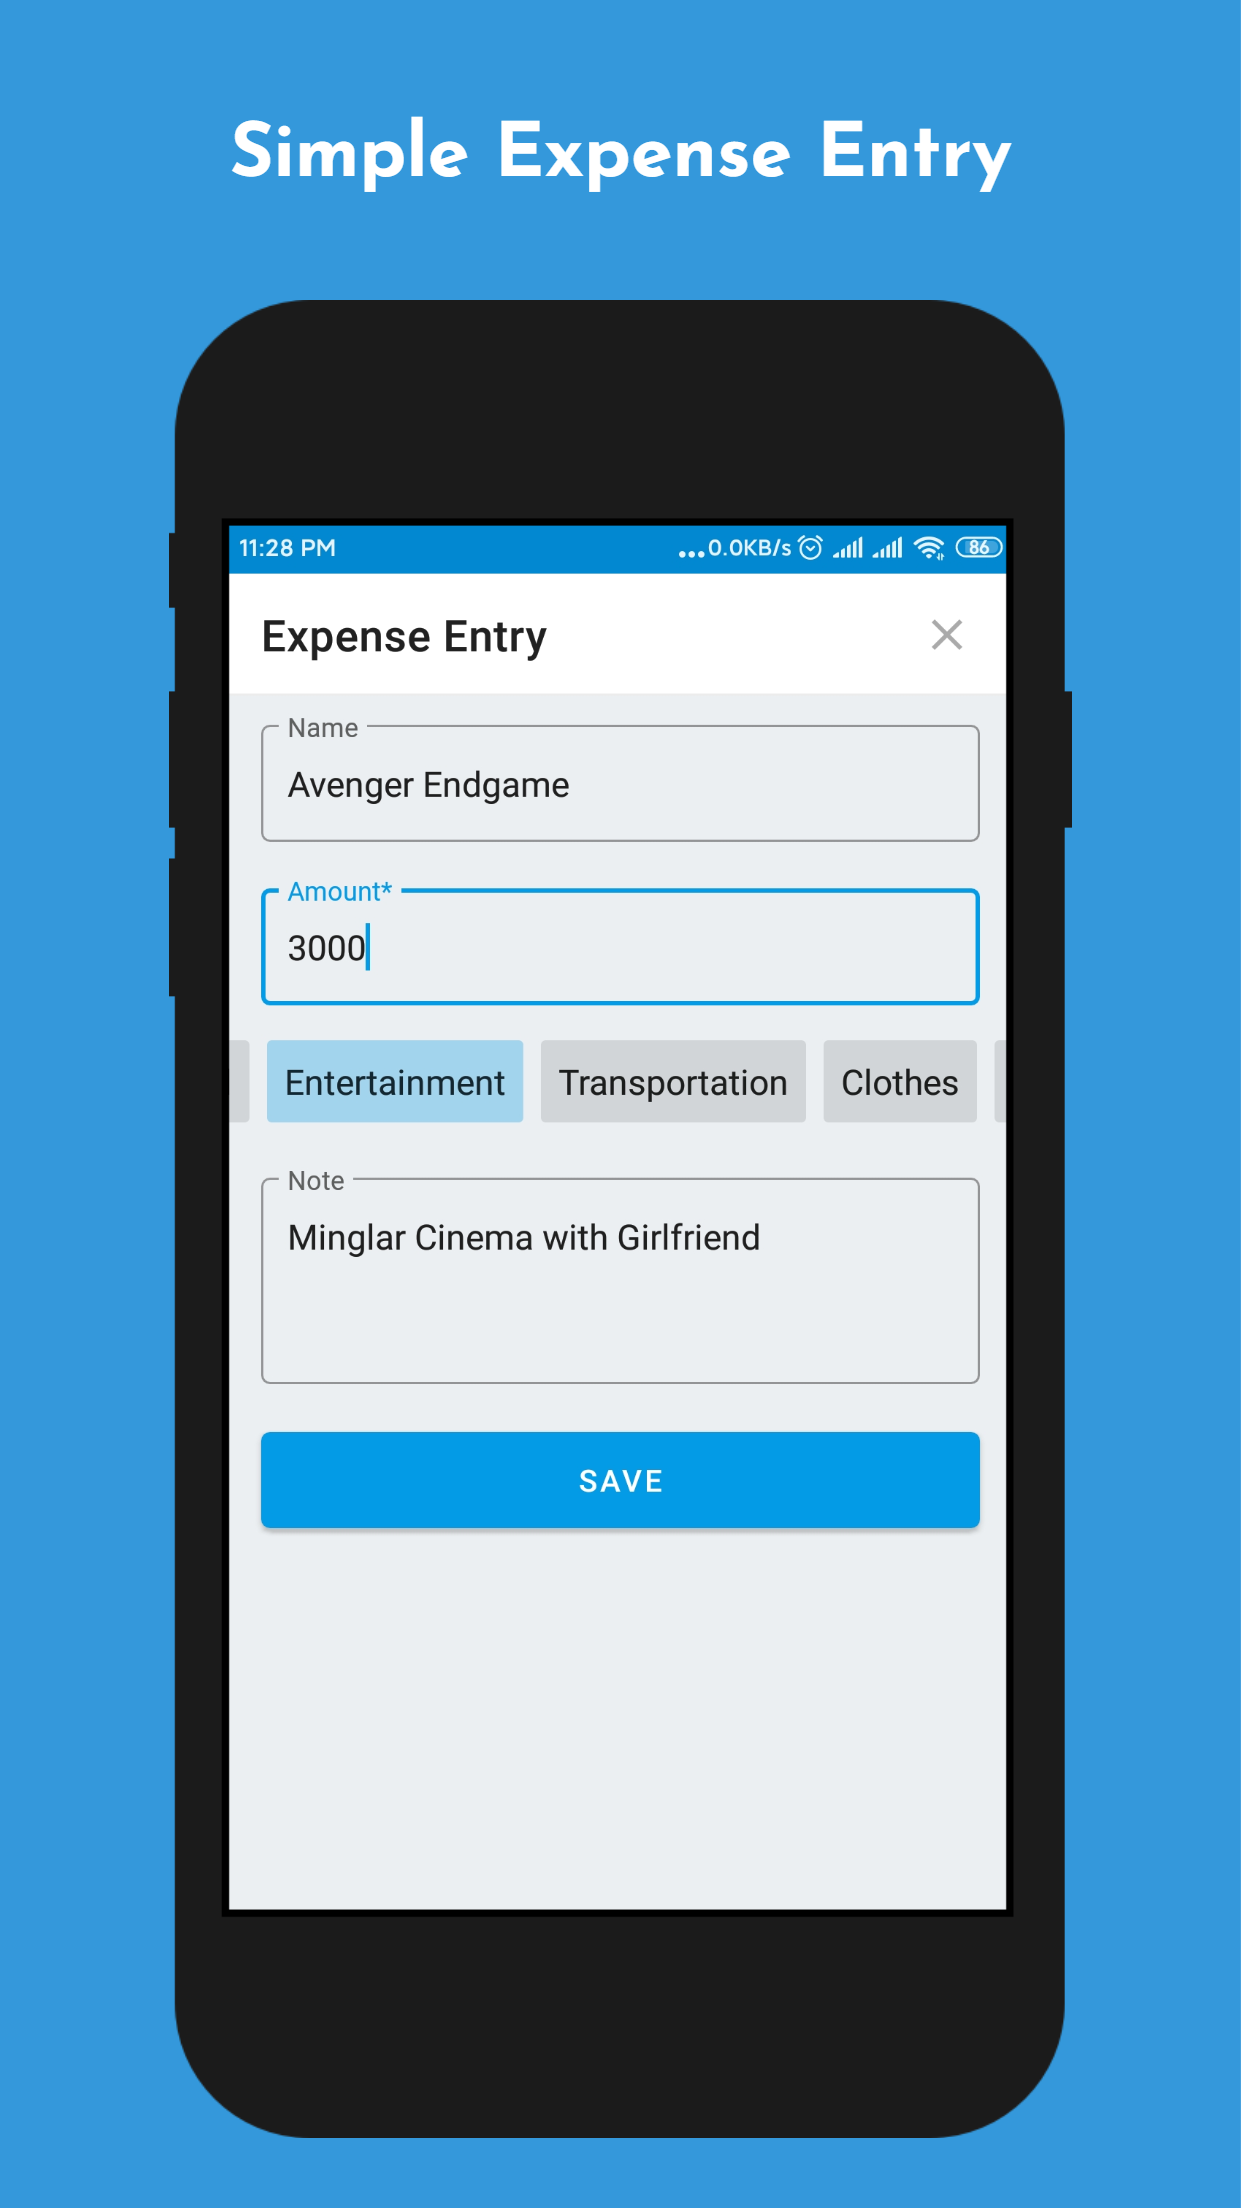 Simple Expense Entry
11:28 PM ...0.0KB/s 86
Expense Entry
Name
Avenger Endgame
Amount*
3000
Entertainment Transportation Clothes
Note
Minglar Cinema with Girlfriend
SAVE